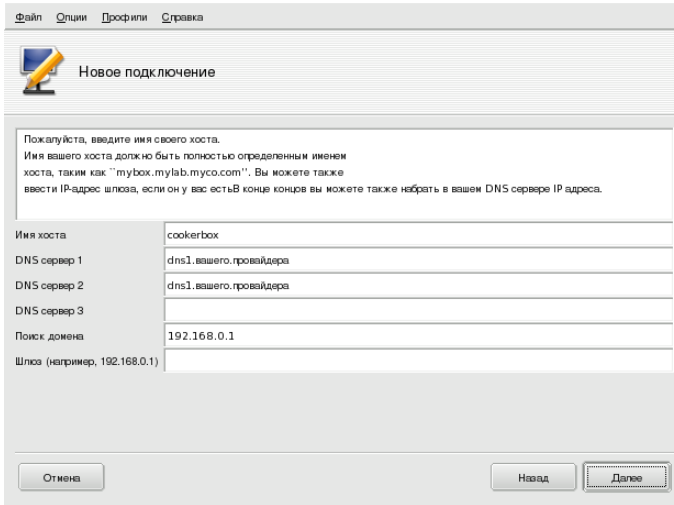 Файл Опции Профили Справка
Новое подключение
Пожалуйста, введите имя своего хоста.
Имя вашего хоста должно быть полностью определенным именем
хоста, таким как ``mybox.mylab.myco.com''. Вы можете также
ввести IP-адрес шлюза, если он у вас естьВ конце концов вы можете также набрать в вашем DNS сервере IP адреса.
Имя хоста cookerbox
DNS сервер 1 dns1.вашего.провайдера
DNS сервер 2 dns1.вашего.провайдера
DNS сервер 3
Поиск домена 192.168.0.1
Шлюз (например, 192.168.0.1)
Отмена Назад Далее